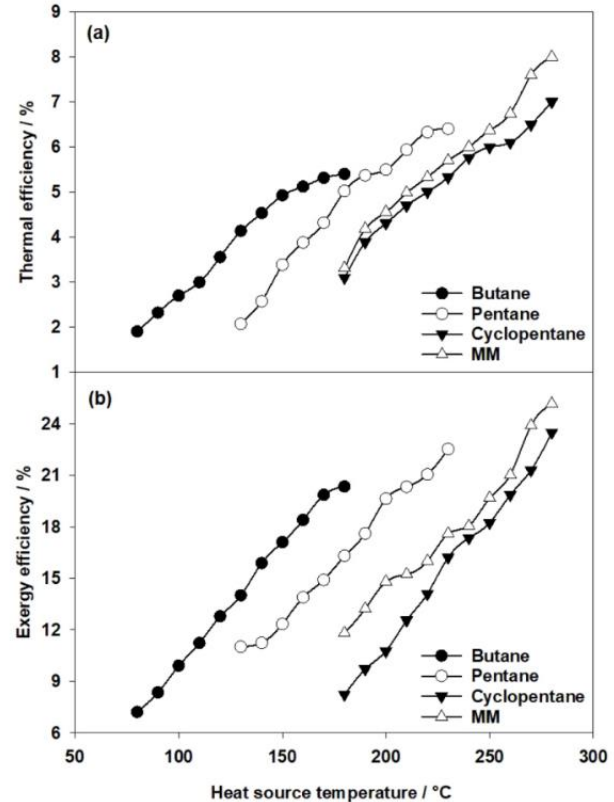 (a)
Thermal efficiency / %
9
8
7
6
5
4
3
2
1
Butane
Pentane
Cyclopentane
MM
(b)
Exergy efficiency / %
24
21
18
15
12
9
6
Butane
Pentane
Cyclopentane
MM
50 100 150 200 250 300
Heat source temperature / °C